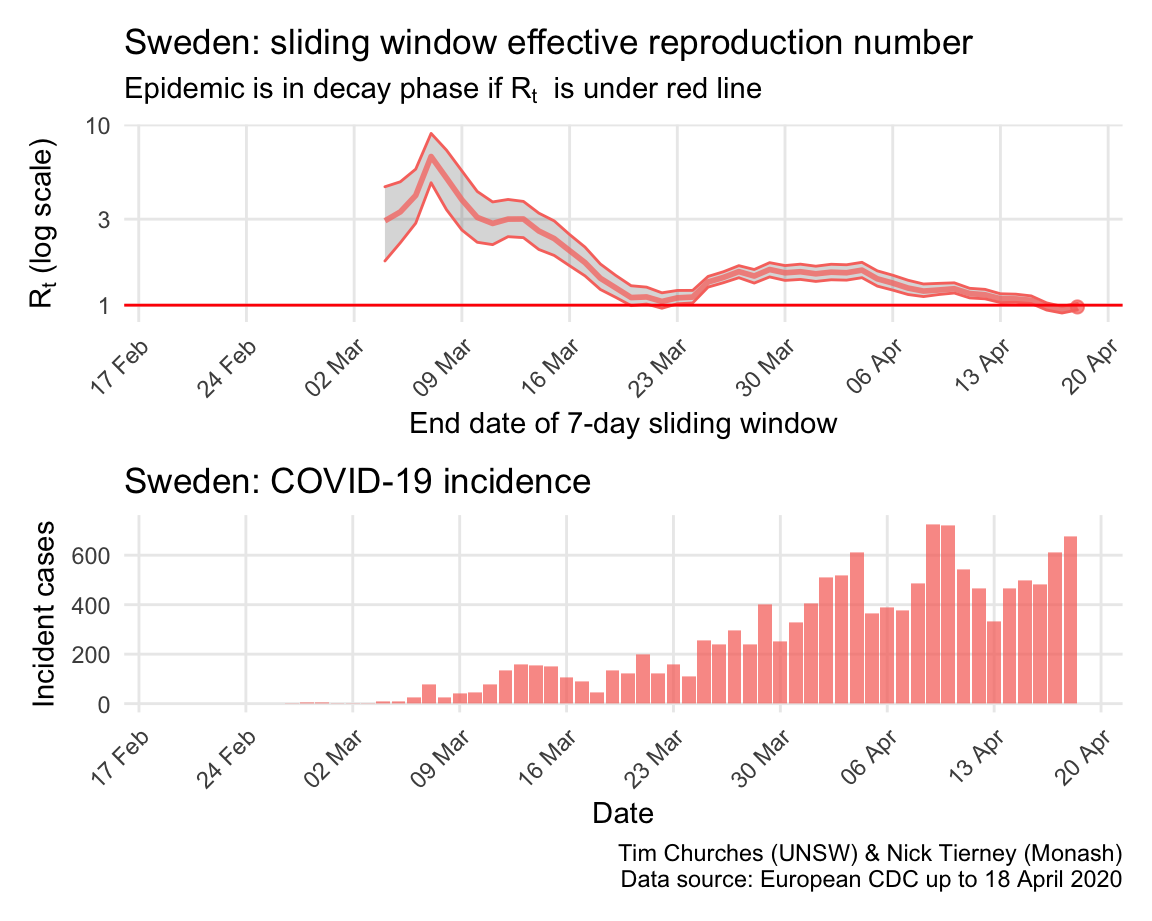 Sweden: sliding window effective reproduction number
Epidemic is in decay phase if Rt is under red line
Rt (log scale)
10
3
1
17 Feb
24 Feb
02 Mar
09 Mar
16 Mar
23 Mar
30 Mar
06 Apr
13 Apr
20 Apr
End date of 7-day sliding window
Sweden: COVID-19 incidence
Incident cases
600
400
200
0
17 Feb
24 Feb
02 Mar
09 Mar
16 Mar
23 Mar
30 Mar
06 Apr
13 Apr
20 Apr
Date
Tim Churches (UNSW) & Nick Tierney (Monash)
Data source: European CDC up to 18 April 2020